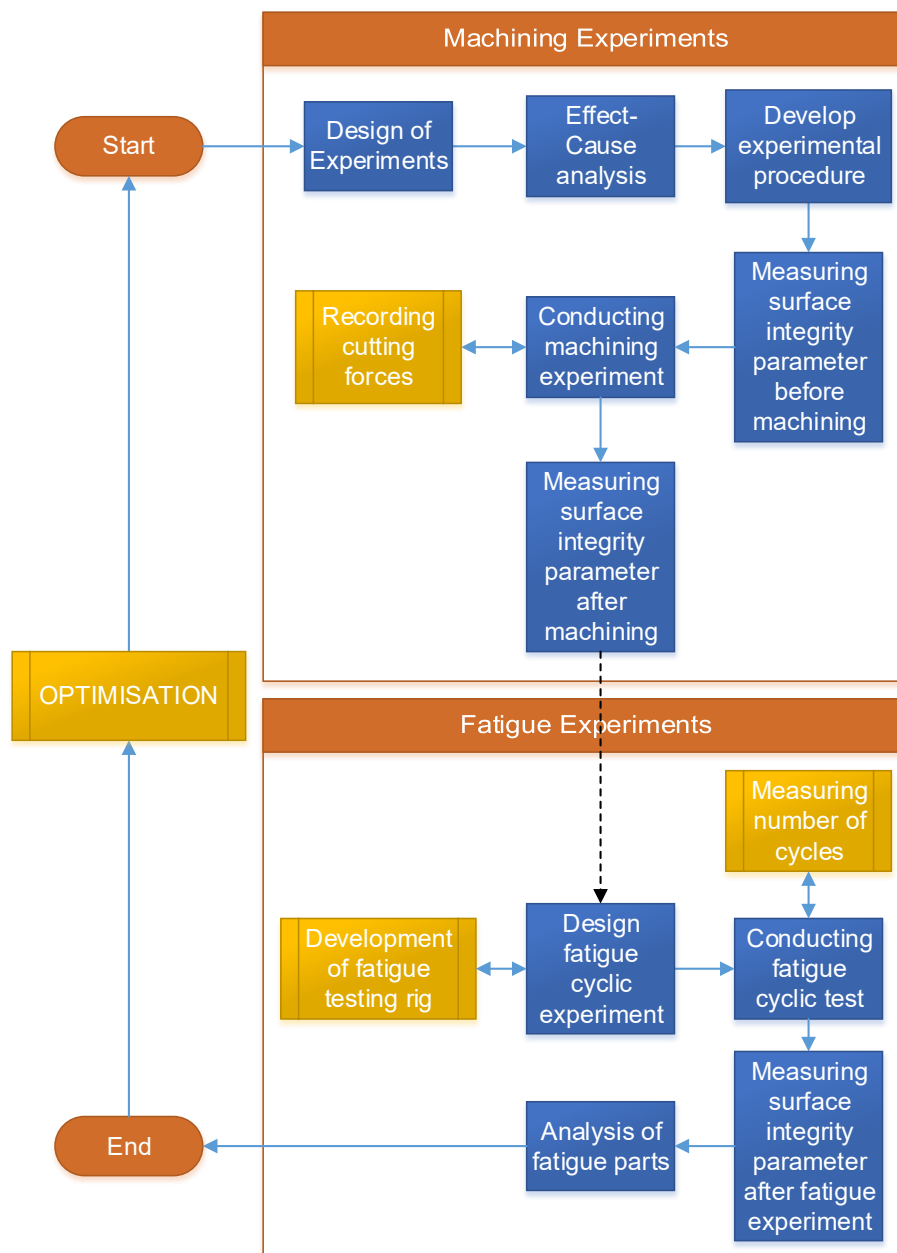 Machining Experiments
Start
Design of
Experiments
Effect-
Cause
analysis
Develop
experimental
procedure
Recording
cutting
forces
Conducting
machining
experiment
Measuring
surface
integrity
parameter
before
machining
Measuring
surface
integrity
parameter
after
machining
OPTIMISATION
Fatigue Experiments
Measuring
number of
cycles
Development
of fatigue
testing rig
Design
fatigue
cyclic
experiment
Conducting
fatigue
cyclic test
End
Analysis of
fatigue parts
Measuring
surface
integrity
parameter
after fatigue
experiment